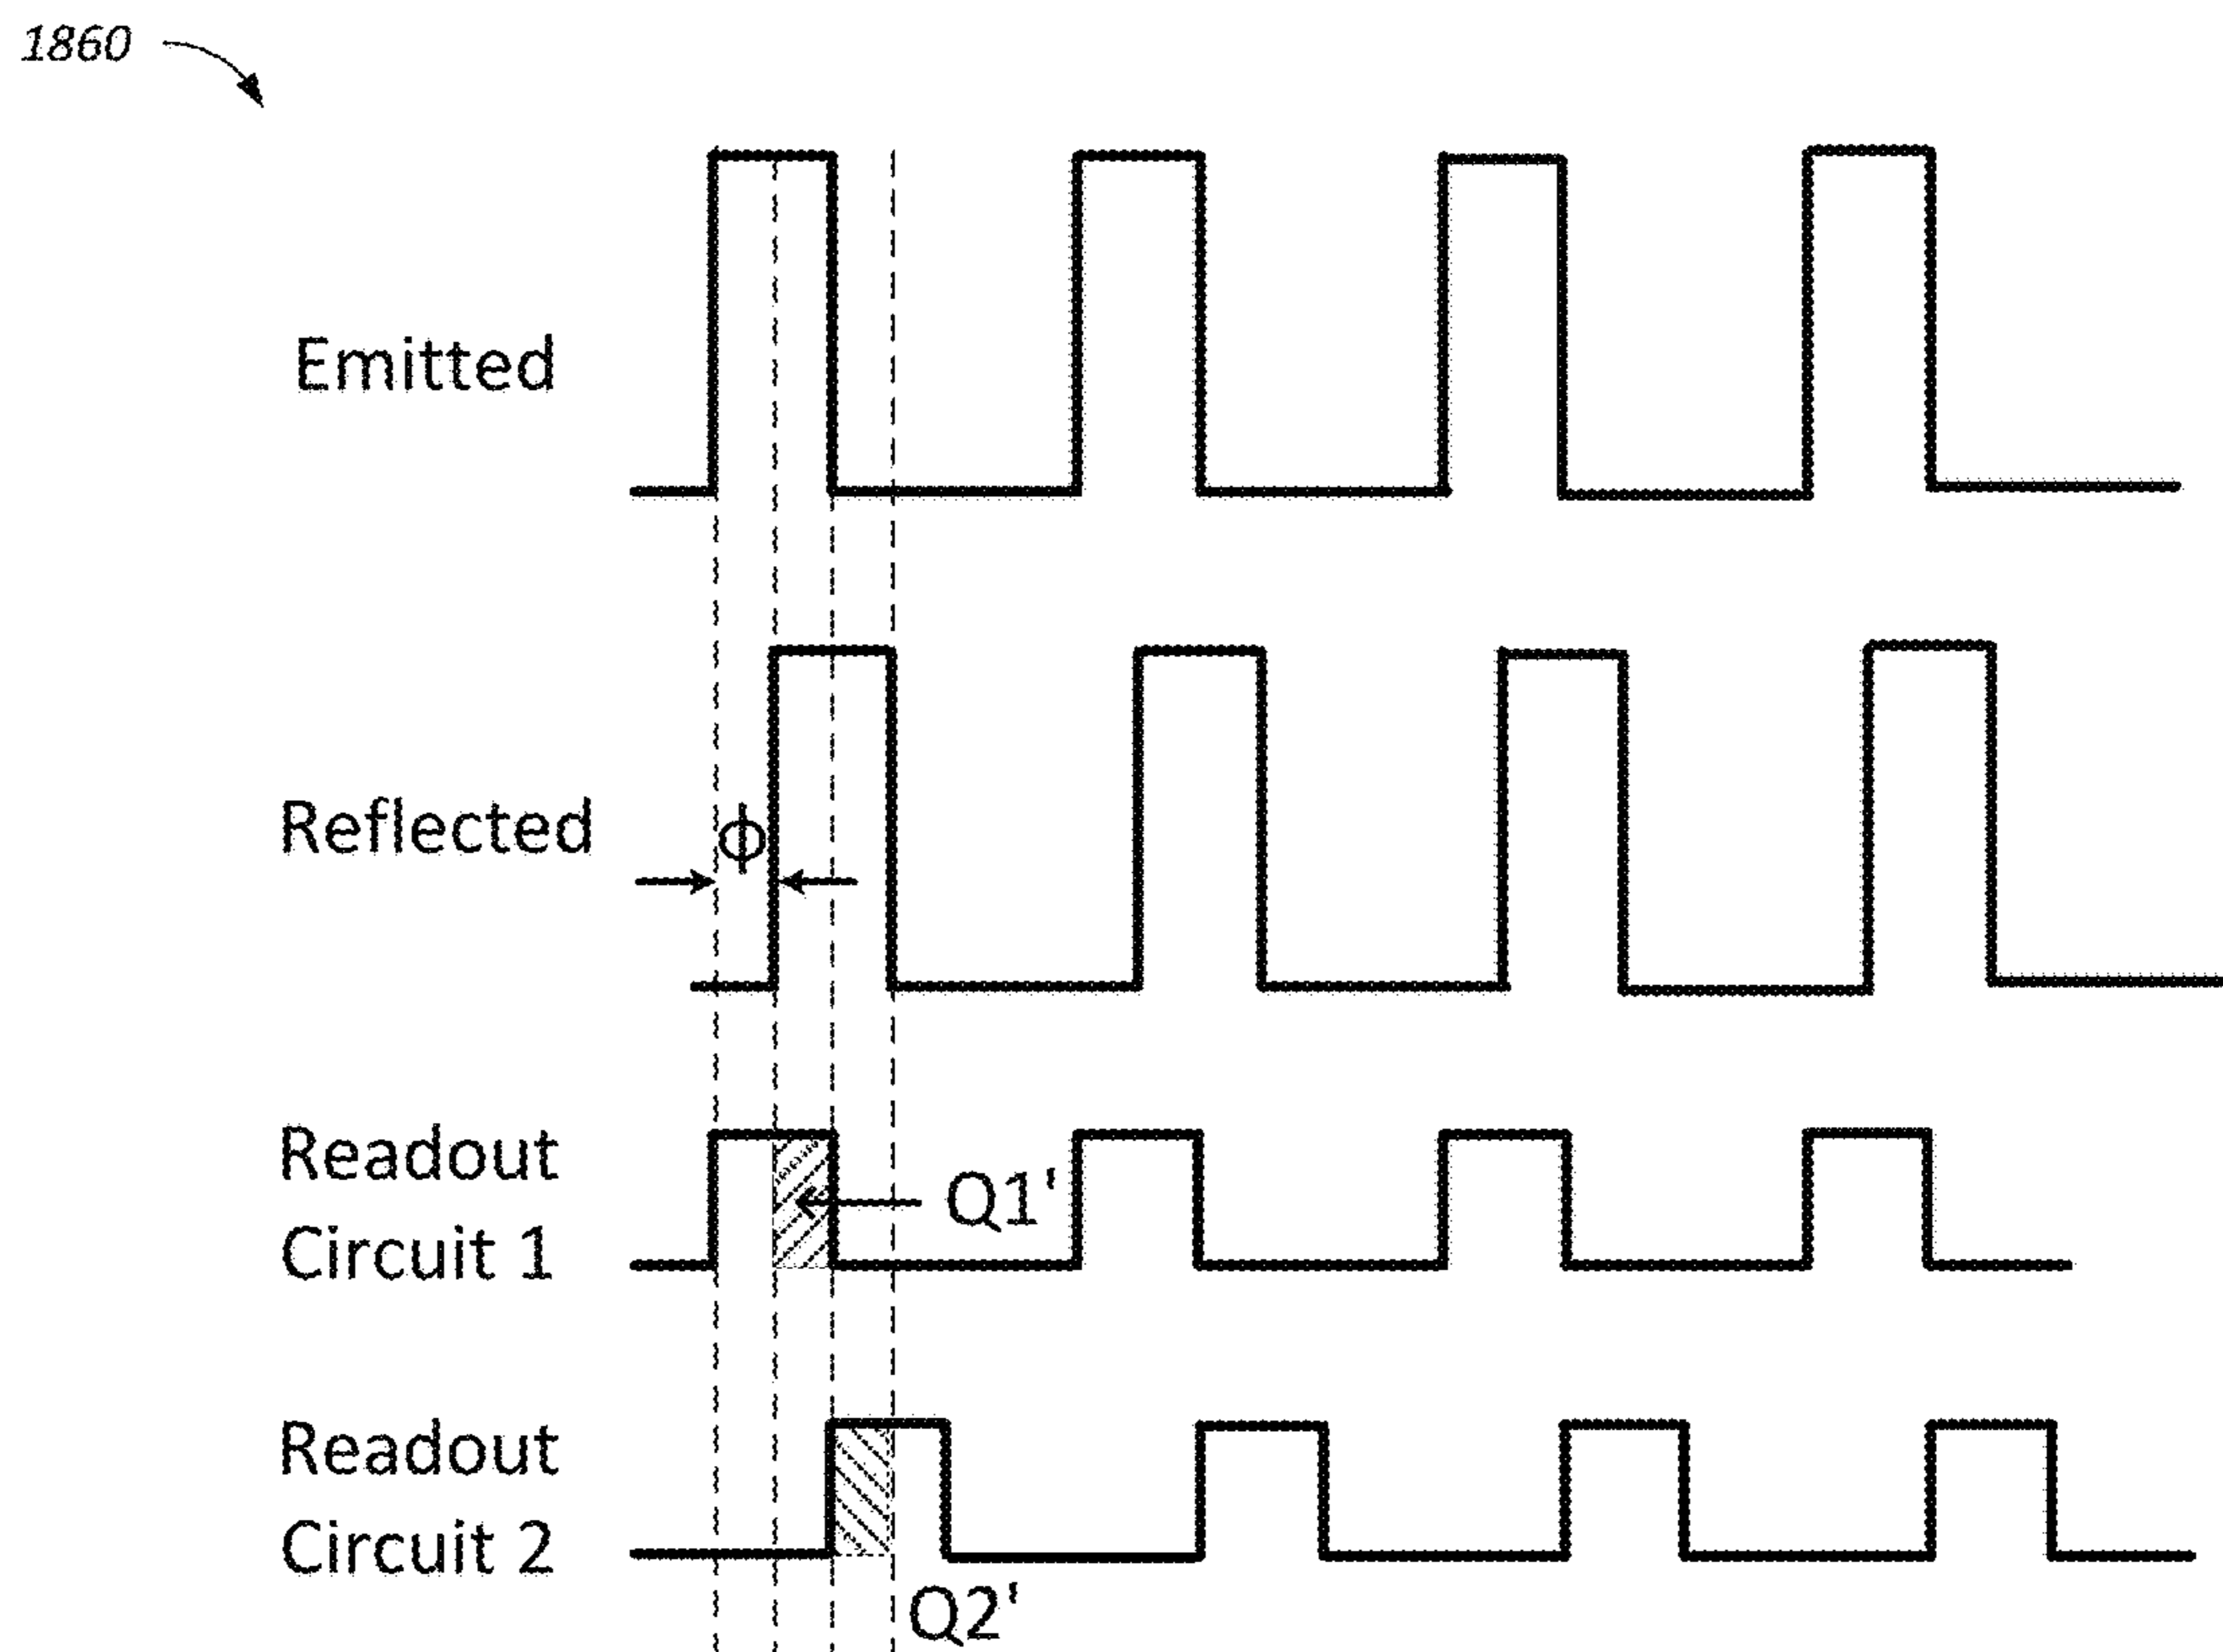 1860
Emitted
Reflected
ϕ
Readout
Circuit 1
Q1'
Readout
Circuit 2
Q2'